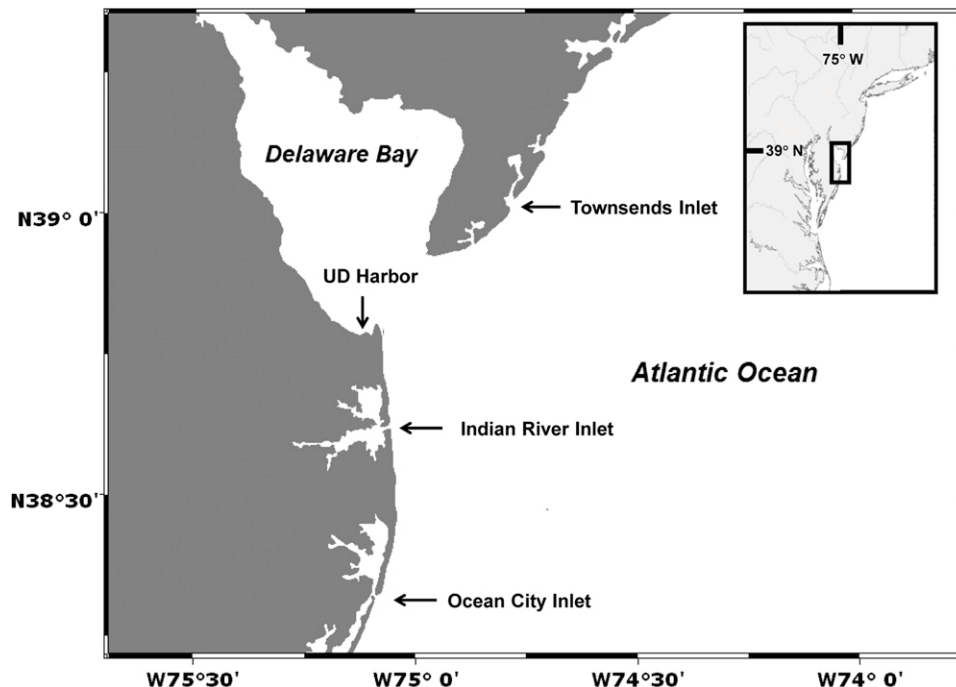 75° W
39° N
Delaware Bay
Townsends Inlet
N39° 0'
UD Harbor
Atlantic Ocean
Indian River Inlet
N38°30'
Ocean City Inlet
W75°30'
W75° 0'
W74°30'
W74° 0'